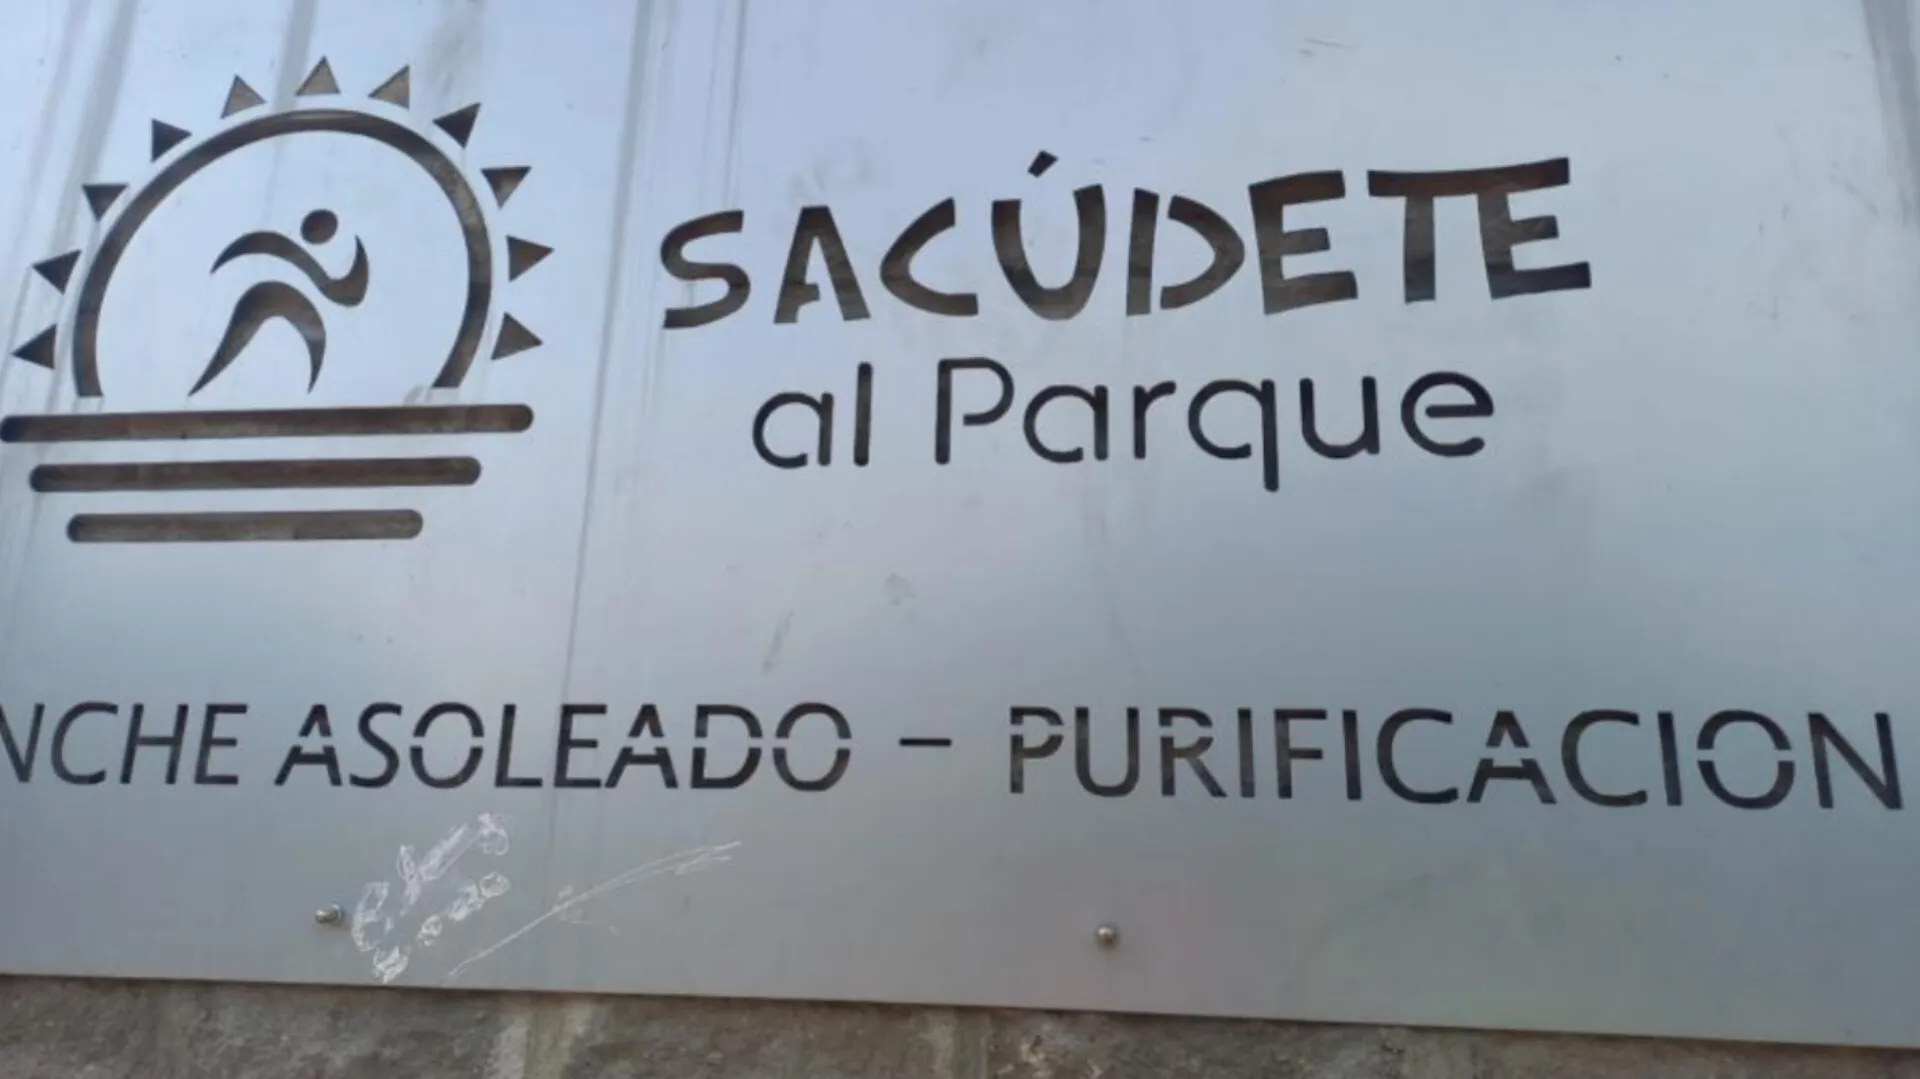 SACÚDETE
al Parque
NCHE ASOLEADO - PURIFICACION